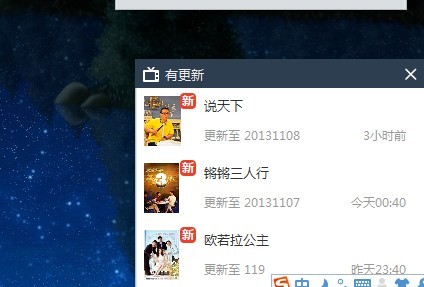 有更新
新
说天下
更新至 20131108 3小时前
新
锵锵三人行
更新至 20131107 今天00:40
新
欧若拉公主
更新至 119 昨天23:40
中